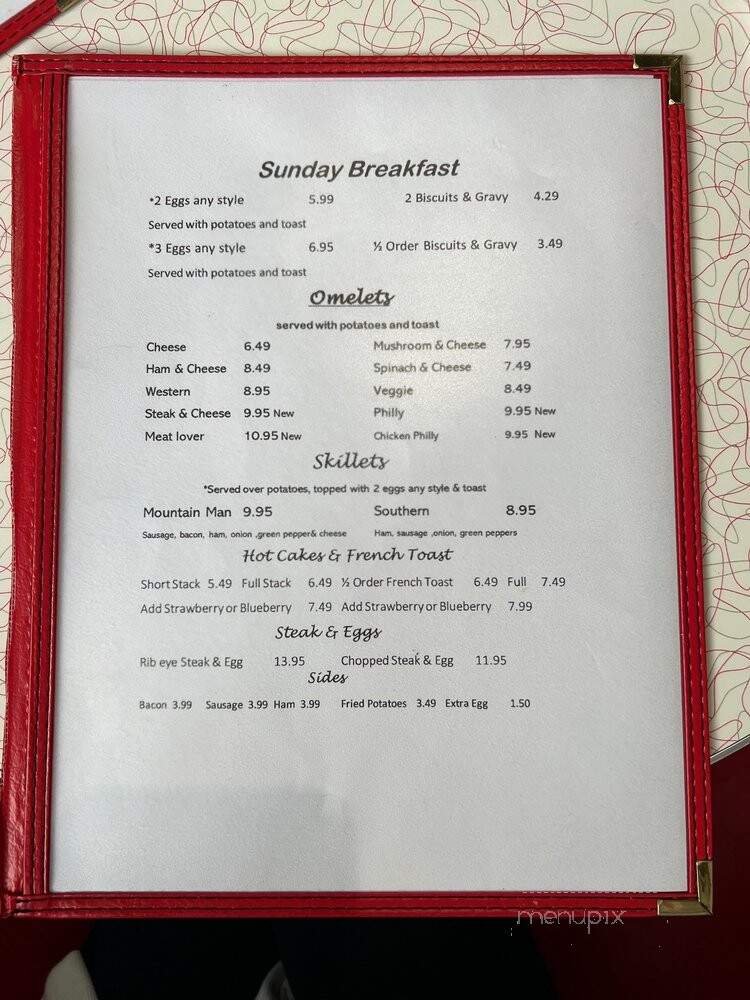 Sunday Breakfast
*2 Eggs any style 5.99 2 Biscuits & Gravy 4.29
Served with potatoes and toast
*3 Eggs any style 6.95 ½ Order Biscuits & Gravy 3.49
Served with potatoes and toast
Omelets
served with potatoes and toast
Cheese 6.49 Mushroom & Cheese 7.95
Ham & Cheese 8.49 Spinach & Cheese 7.49
Western 8.95 Veggie 8.49
Steak & Cheese 9.95 New Philly 9.95 New
Meat lover 10.95 New Chicken Philly 9.95 New
Skillets
*Served over potatoes, topped with 2 eggs any style & toast
Mountain Man 9.95 Southern 8.95
Sausage, bacon, ham, onion ,green pepper& cheese Ham, sausage ,onion, green peppers
Hot Cakes & French Toast
Short Stack 5.49 Full Stack 6.49 ½ Order French Toast 6.49 Full 7.49
Add Strawberry or Blueberry 7.49 Add Strawberry or Blueberry 7.99
Steak & Eggs
Rib eye Steak & Egg 13.95 Chopped Steak & Egg 11.95
Sides
Bacon 3.99 Sausage 3.99 Ham 3.99 Fried Potatoes 3.49 Extra Egg 1.50
menupix